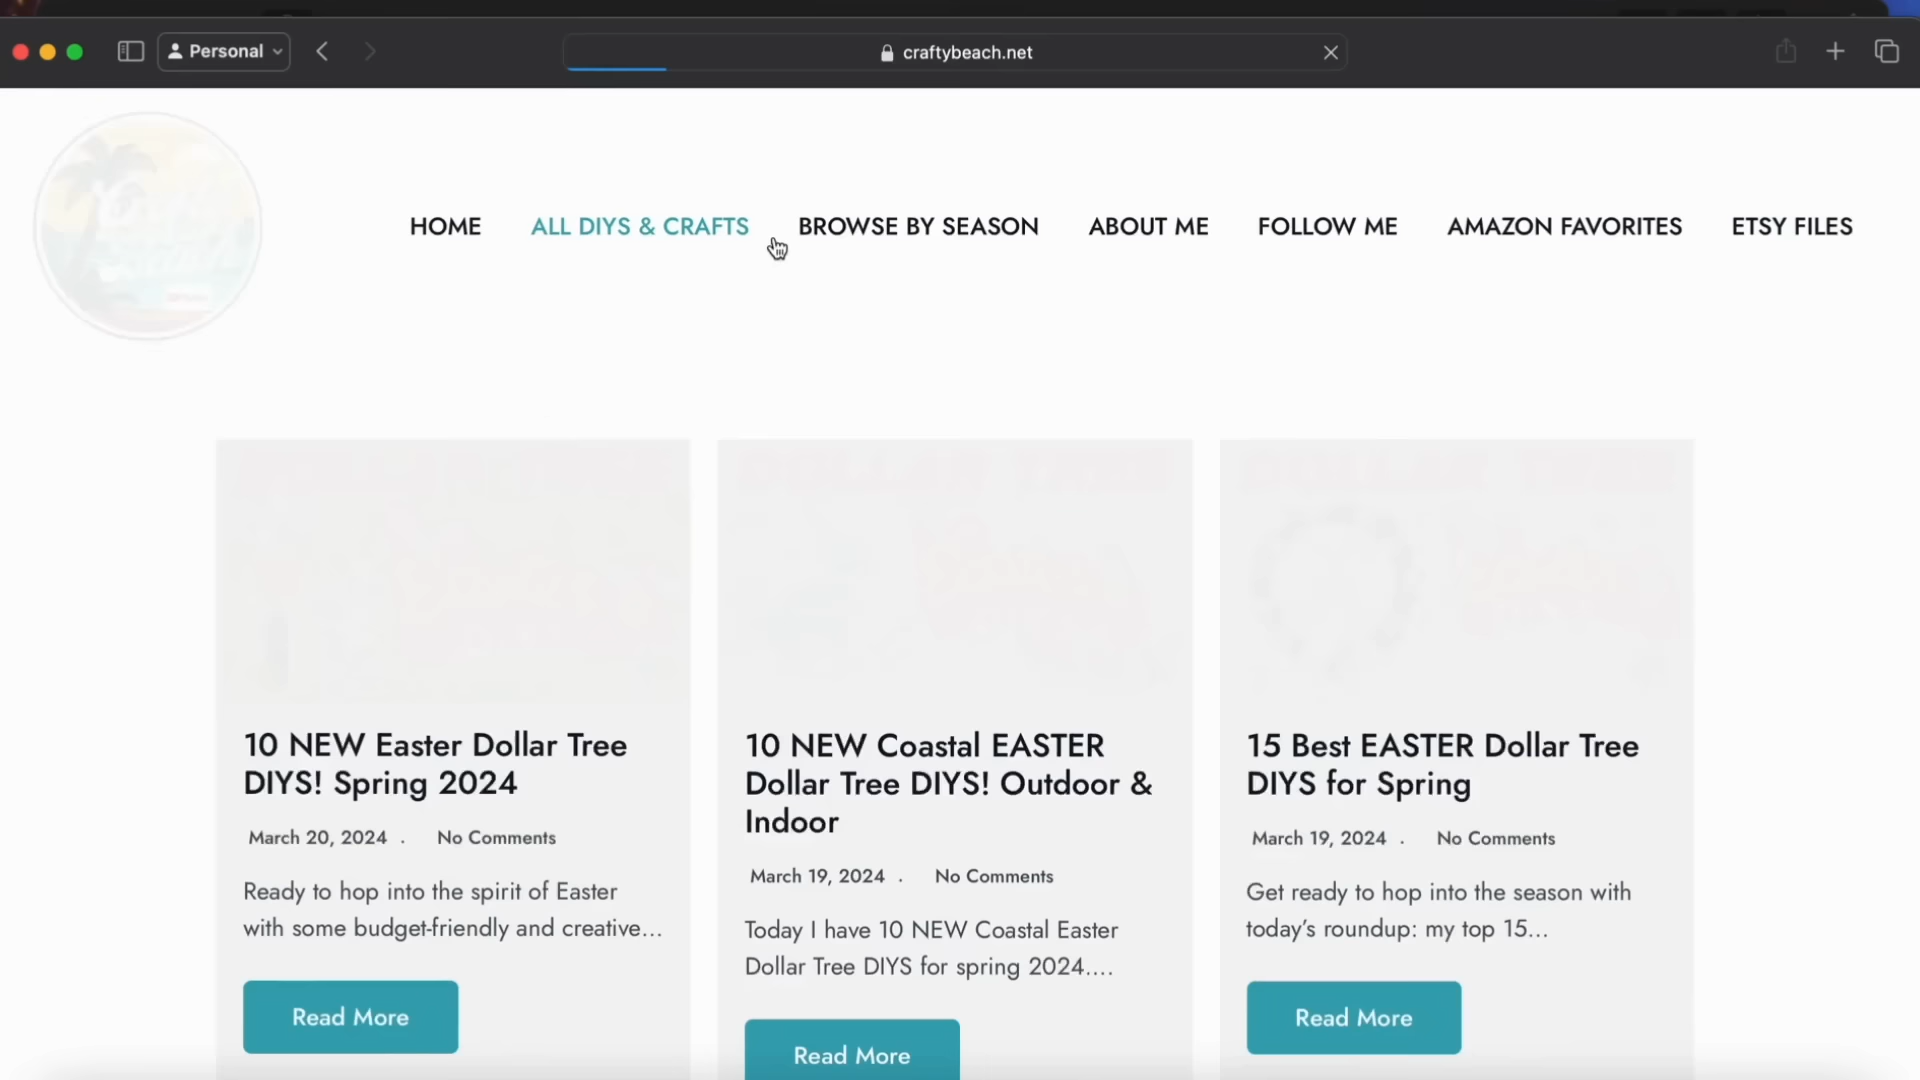 Personal
craftybeach.net
HOME
ALL DIYS & CRAFTS
BROWSE BY SEASON
ABOUT ME
FOLLOW ME
AMAZON FAVORITES
ETSY FILES
DOLLAR TREE
DOLLAR TREE
10 NEW Easter Dollar Tree
DIYS! Spring 2024
March 20, 2024 . No Comments
Ready to hop into the spirit of Easter
with some budget-friendly and creative...
Read More
10 NEW Coastal EASTER
Dollar Tree DIYS! Outdoor &
Indoor
March 19, 2024 . No Comments
Today I have 10 NEW Coastal Easter
Dollar Tree DIYS for spring 2024....
Read More
15 Best EASTER Dollar Tree
DIYS for Spring
March 19, 2024 . No Comments
Get ready to hop into the season with
today’s roundup: my top 15...
Read More